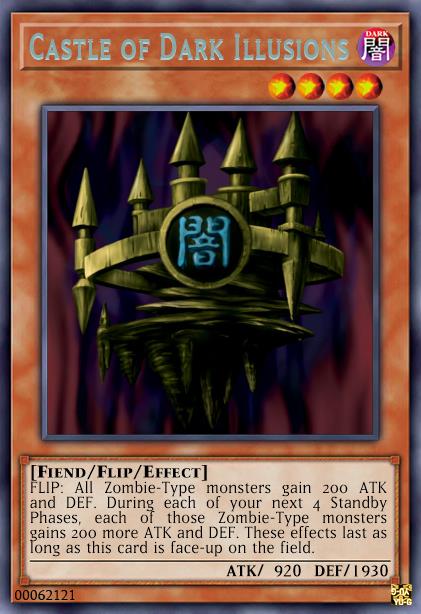 CASTLE OF DARK ILLUSIONS
DARK
闇
闇
[FIEND/FLIP/EFFECT]
FLIP: All Zombie-Type monsters gain 200 ATK
and DEF. During each of your next 4 Standby
Phases, each of those Zombie-Type monsters
gains 200 more ATK and DEF. These effects last as
long as this card is face-up on the field.
ATK/ 920 DEF/1930
00062121